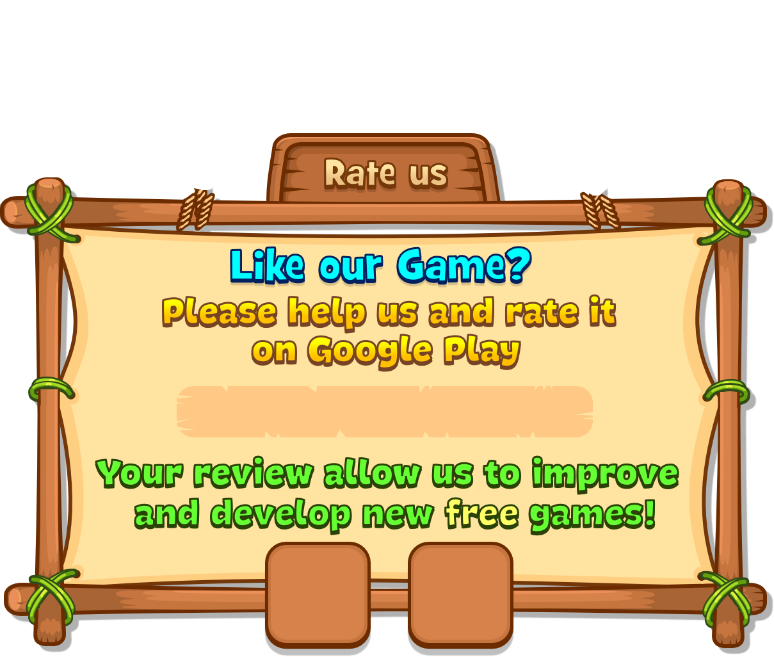 Rate us
Like our Game?
Please help us and rate it
on Google Play
Your review allow us to improve
and develop new free games!